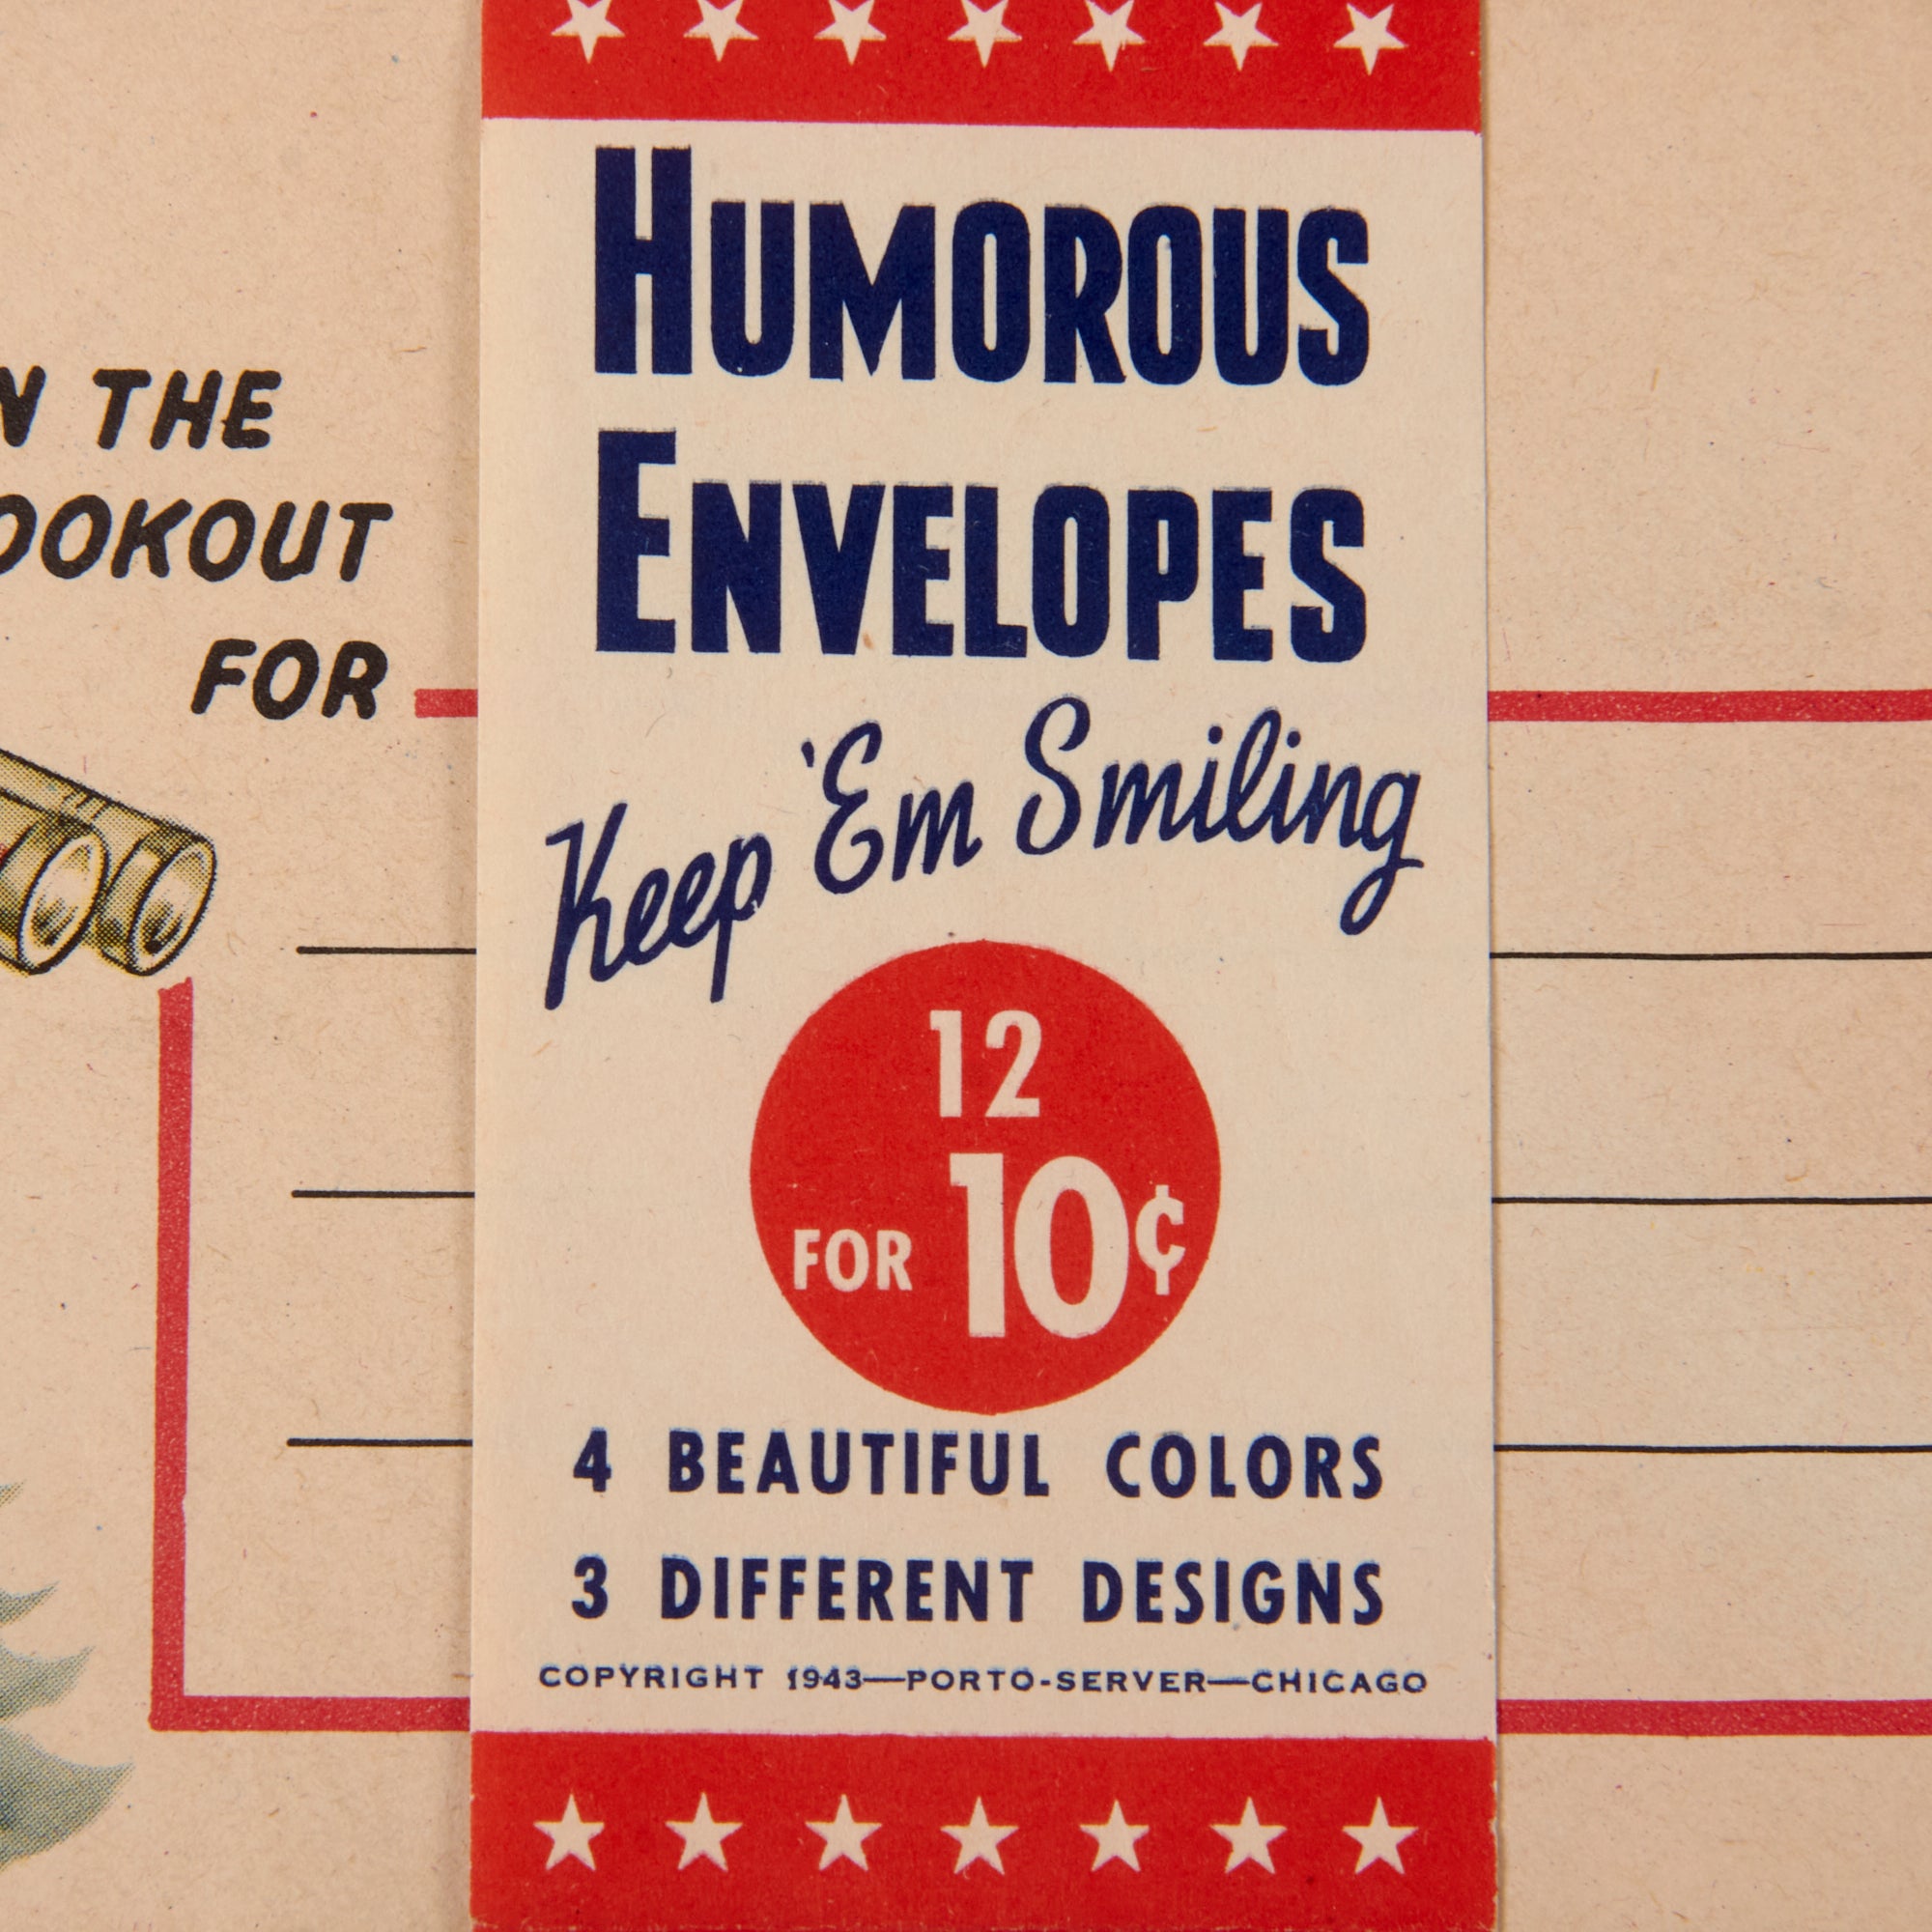 HUMOROUS
ENVELOPES
Keep 'Em Smiling
12
FOR 10¢
4 BEAUTIFUL COLORS
3 DIFFERENT DESIGNS
COPYRIGHT 1943—PORTO-SERVER—CHICAGO
N THE
OOKOUT
FOR